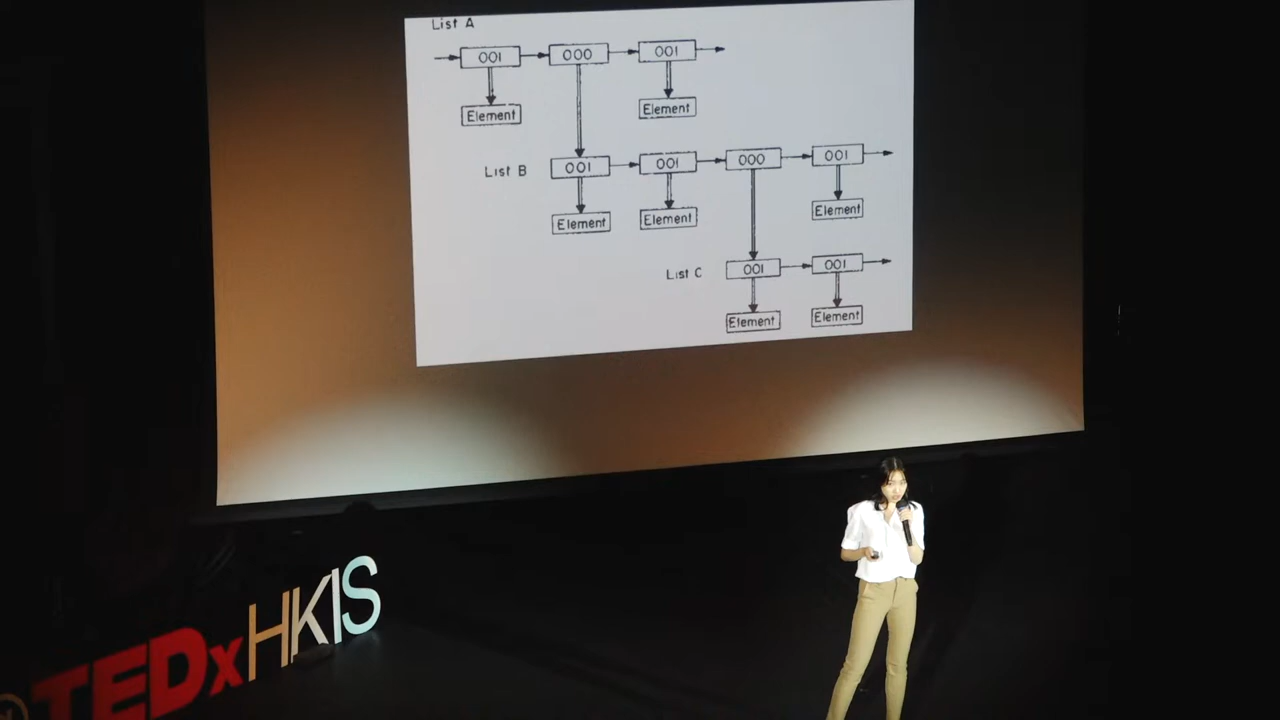 List A
001 000 001
Element Element
List B 001 001 000 001
Element Element Element
List C 001 001
Element Element
TEDxHKIS